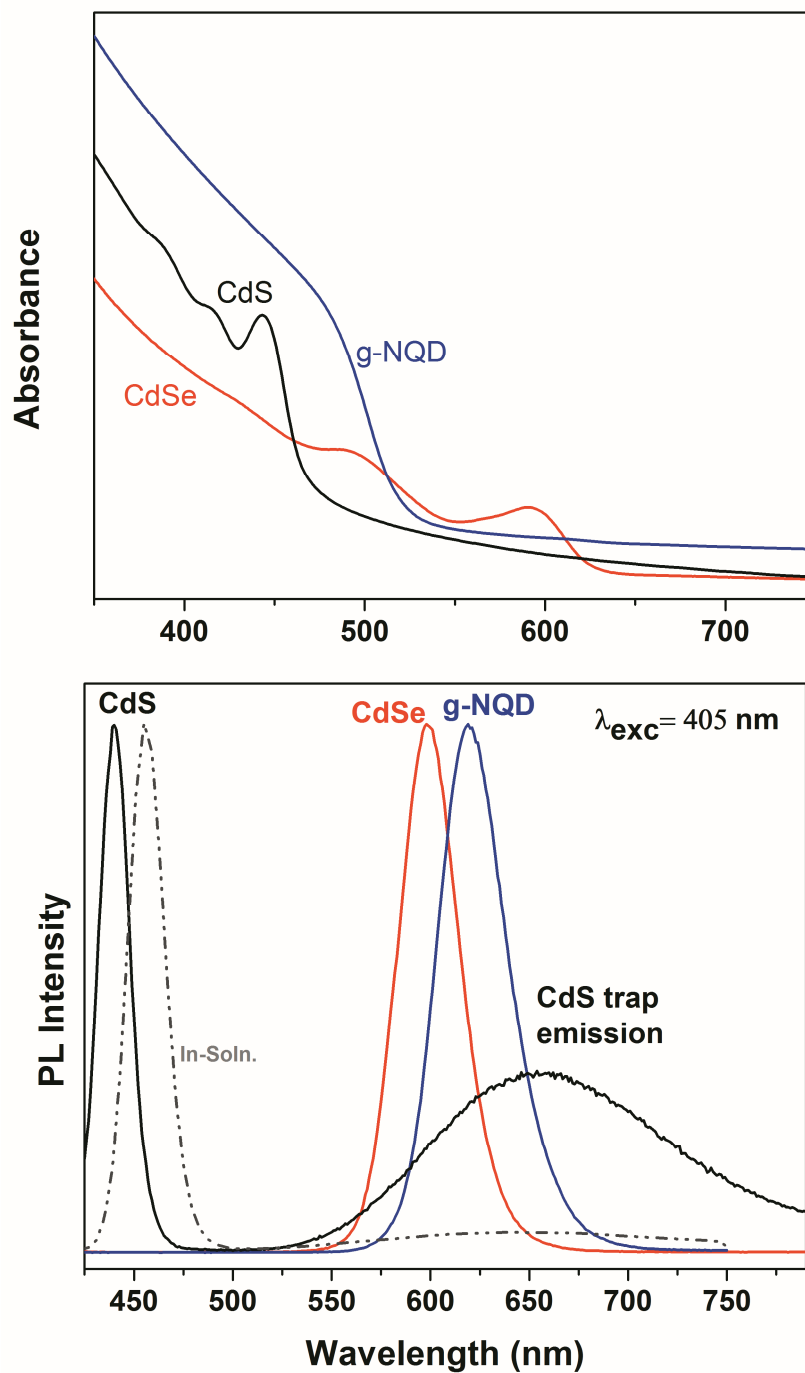 Absorbance
CdS
g-NQD
CdSe
400 500 600 700
CdS CdSe g-NQD λexc= 405 nm
PL Intensity
CdS trap
emission
In-Soln.
450 500 550 600 650 700 750
Wavelength (nm)